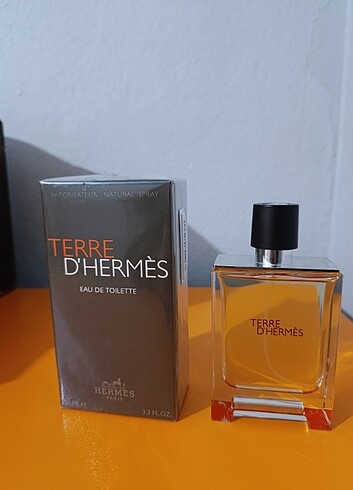 VAPORISATEUR . NATURAL SPRAY
TERRE
D'HERMÈS
EAU DE TOILETTE
HERMÈS
PARIS
3.3 FL.OZ.
TERRE
D'HERMÈS